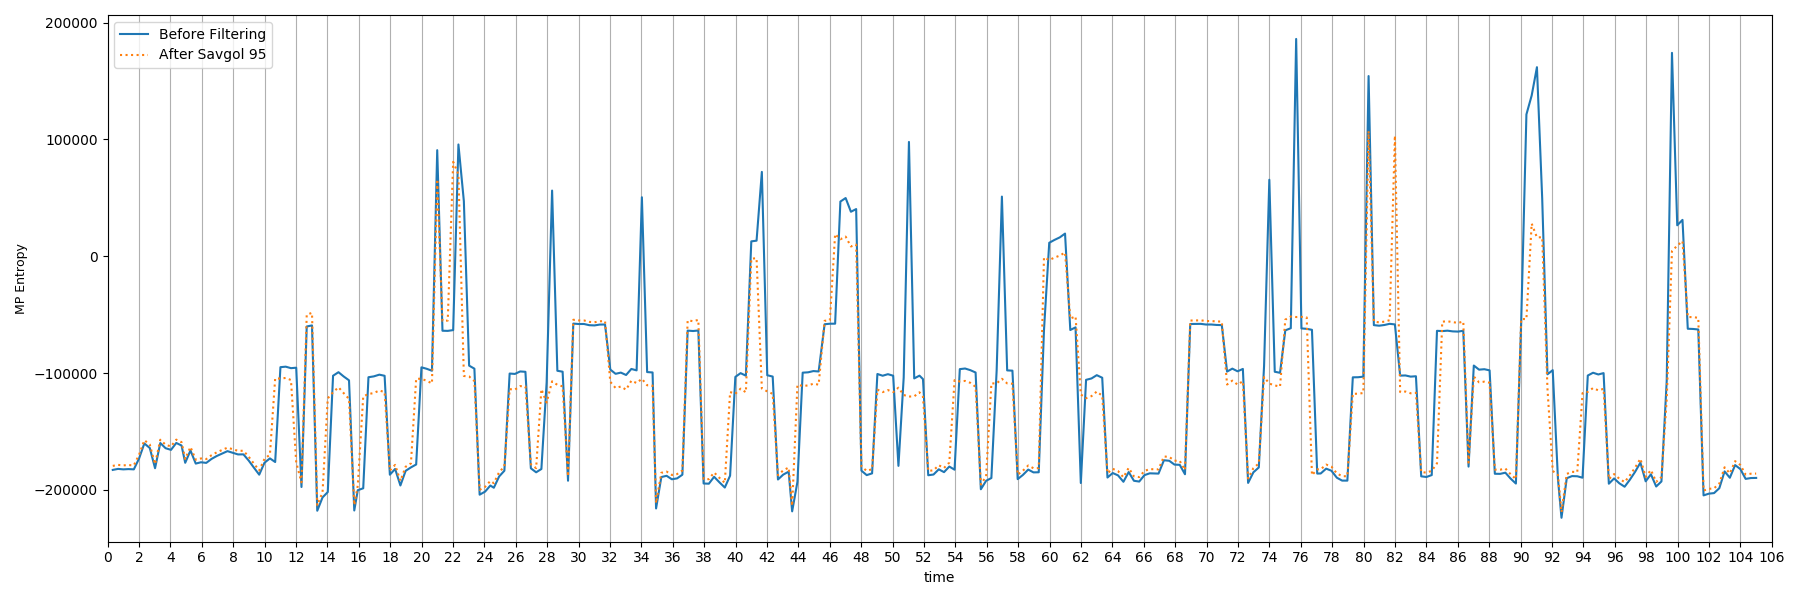 200000
100000
0
−100000
−200000
MP Entropy
Before Filtering
After Savgol 95
0 2 4 6 8 10 12 14 16 18 20 22 24 26 28 30 32 34 36 38 40 42 44 46 48 50 52 54 56 58 60 62 64 66 68 70 72 74 76 78 80 82 84 86 88 90 92 94 96 98 100 102 104 106
time